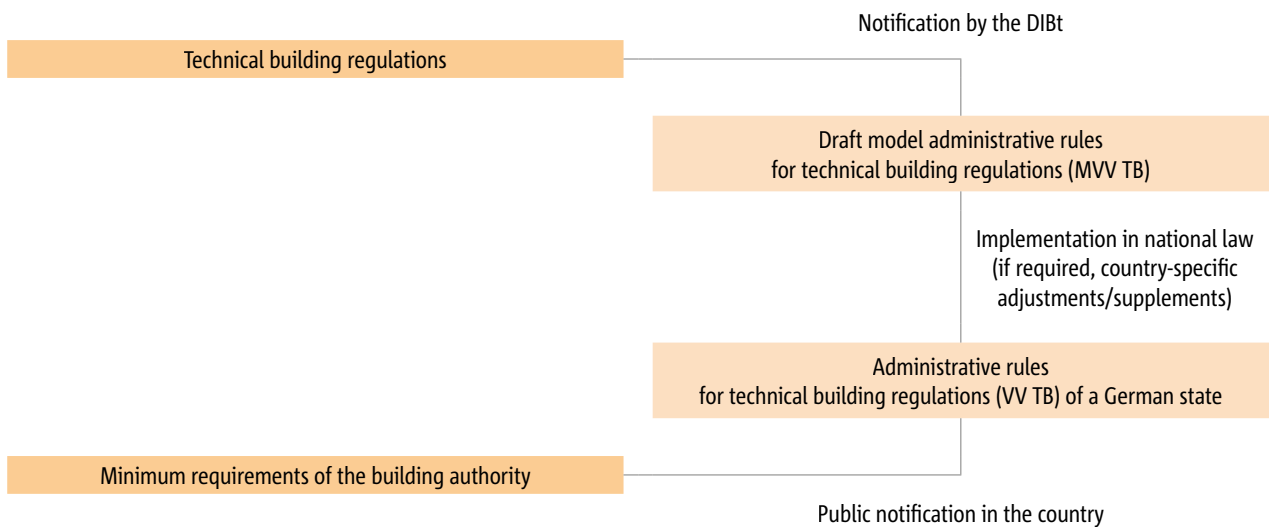 Notification by the DIBt
Technical building regulations
Draft model administrative rules
for technical building regulations (MVV TB)
Implementation in national law
(if required, country-specific
adjustments/supplements)
Administrative rules
for technical building regulations (VV TB) of a German state
Minimum requirements of the building authority
Public notification in the country